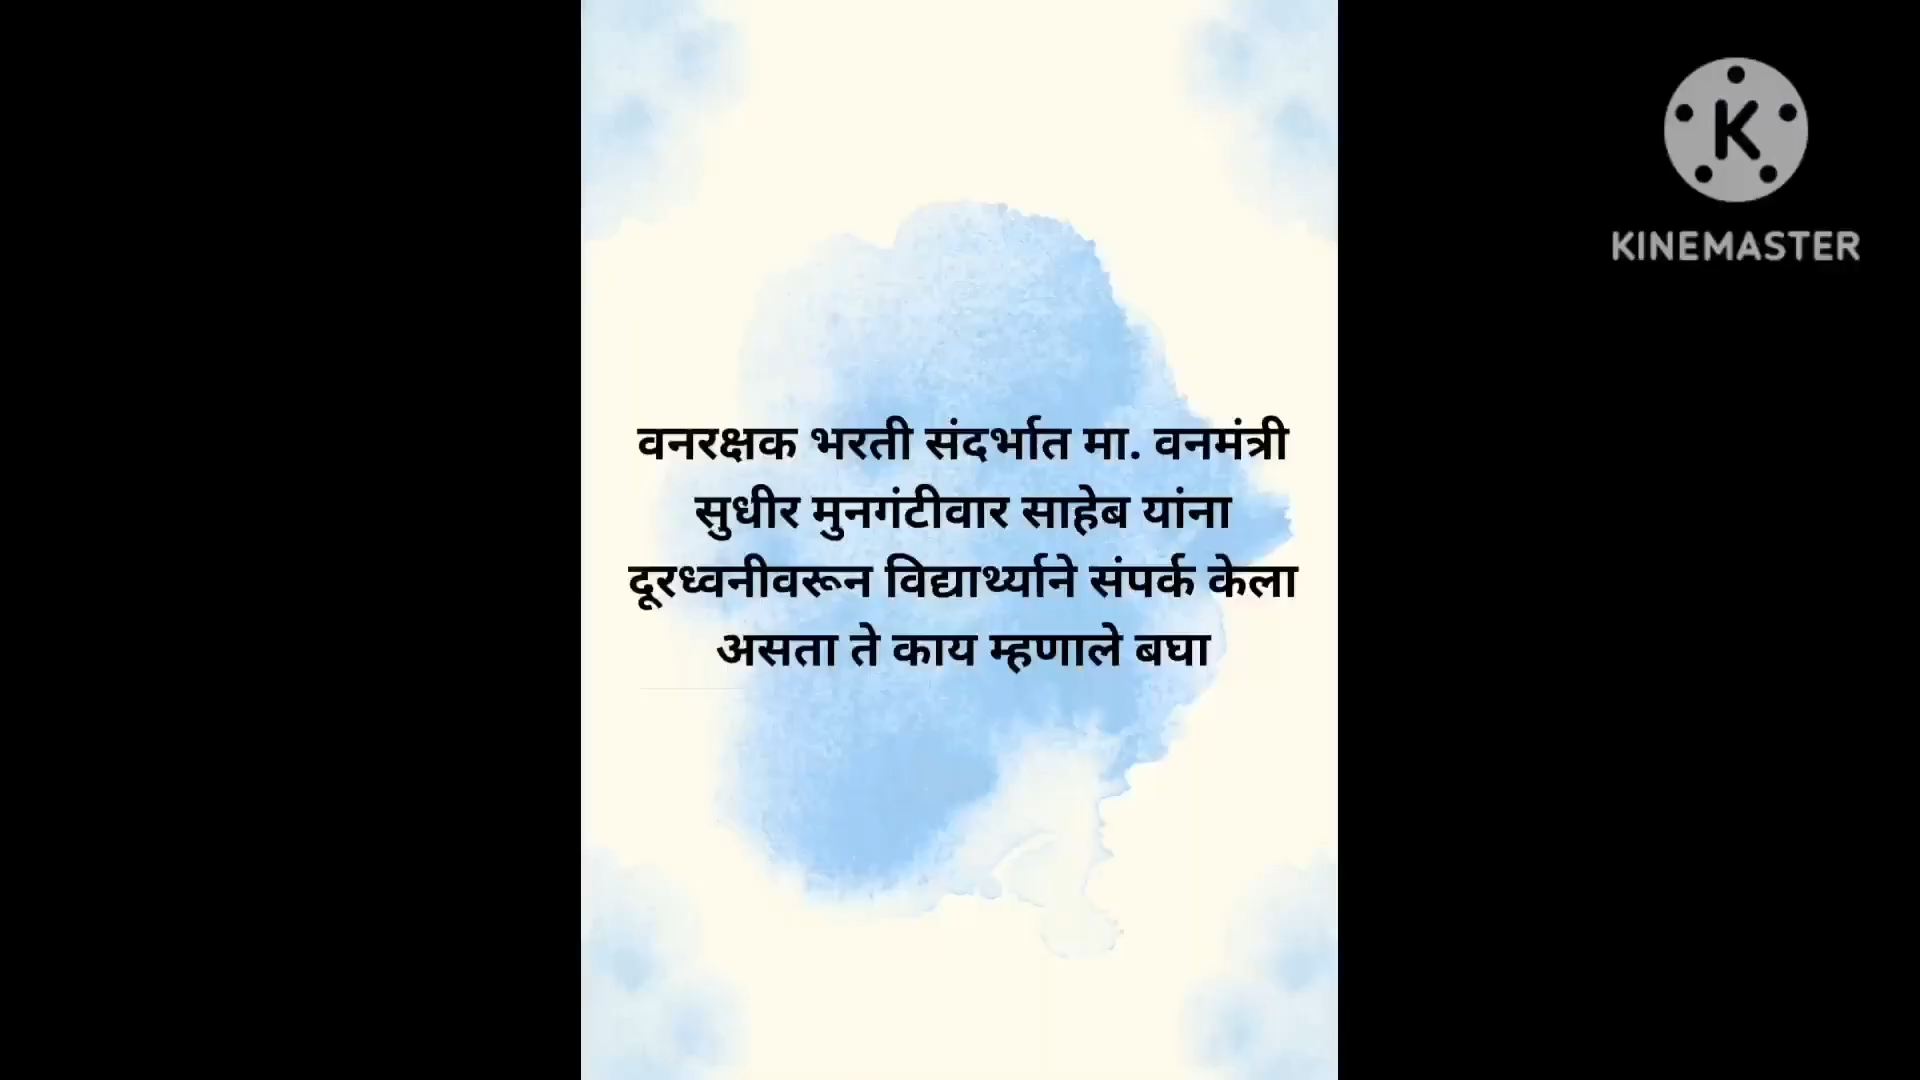 वनरक्षक भरती संदर्भात मा. वनमंत्री
सुधीर मुनगंटीवार साहेब यांना
दूरध्वनीवरून विद्यार्थ्याने संपर्क केला
असता ते काय म्हणाले बघा
K
KINEMASTER